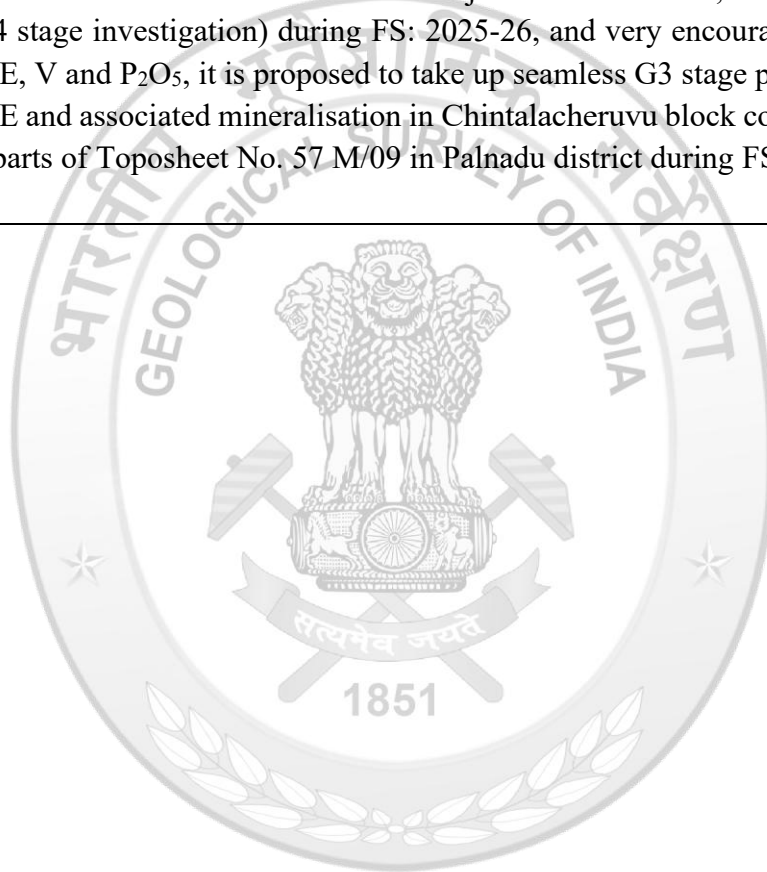 4 stage investigation) during FS: 2025-26, and very encoura
E, V and P₂O₅, it is proposed to take up seamless G3 stage p
E and associated mineralisation in Chintalacheruvu block co
parts of Toposheet No. 57 M/09 in Palnadu district during FS
भारतीय भूवैज्ञानिक सर्वेक्षण
GEOLOGICAL SURVEY OF INDIA
सत्यमेव जयते
1851